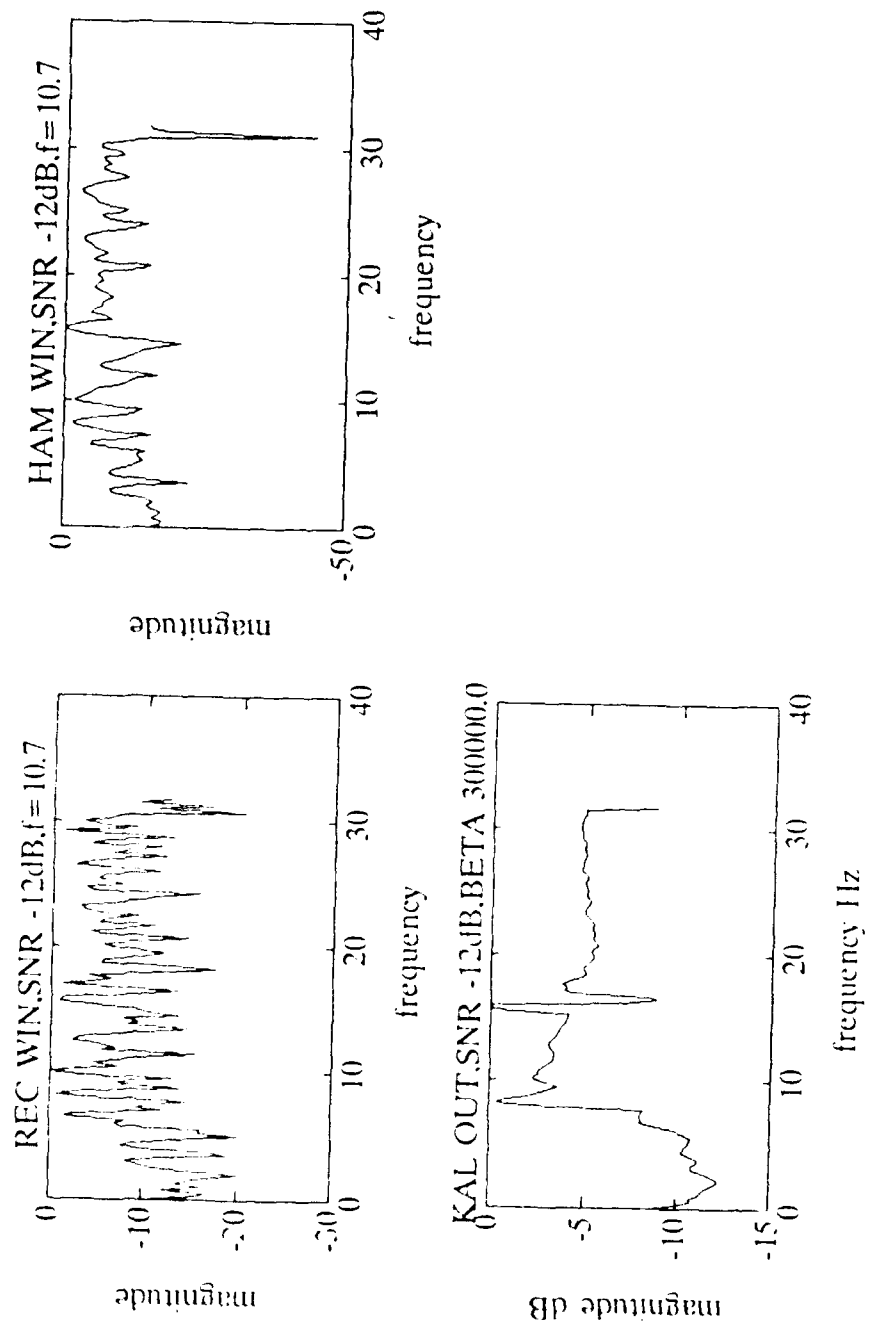 REC WIN.SNR -12dB.f= 10.7
0
-10
-20
-30
magnitude
0
10
20
30
40
frequency
HAM WIN.SNR -12dB.f= 10.7
0
-50
magnitude
0
10
20
30
40
frequency
KAL OUT.SNR -12dB.BETA 300000.0
0
-5
-10
-15
magnitude dB
0
10
20
30
40
frequency Hz